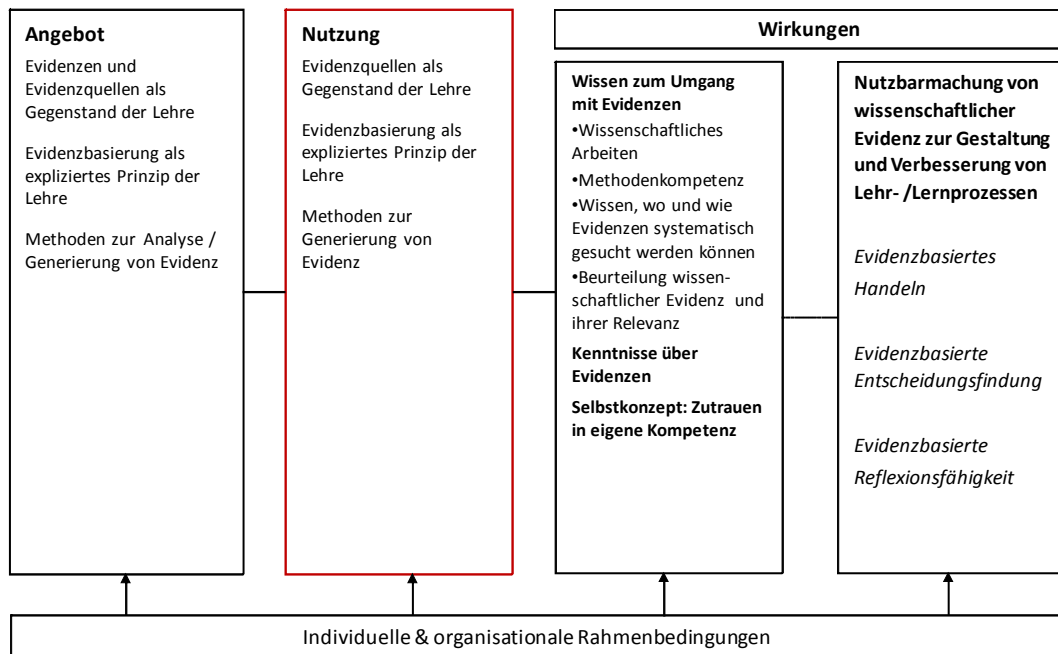 Angebot
Evidenzen und
Evidenzquellen als
Gegenstand der Lehre
Evidenzbasierung als
expliziertes Prinzip der
Lehre
Methoden zur Analyse /
Generierung von Evidenz
Nutzung
Evidenzquellen als
Gegenstand der Lehre
Evidenzbasierung als
expliziertes Prinzip der
Lehre
Methoden zur
Generierung von
Evidenz
Wirkungen
Wissen zum Umgang
mit Evidenzen
•Wissenschaftliches
Arbeiten
•Methodenkompetenz
•Wissen, wo und wie
Evidenzen systematisch
gesucht werden können
•Beurteilung wissen-
schaftlicher Evidenz und
ihrer Relevanz
Kenntnisse über
Evidenzen
Selbstkonzept: Zutrauen
in eigene Kompetenz
Nutzbarmachung von
wissenschaftlicher
Evidenz zur Gestaltung
und Verbesserung von
Lehr- /Lernprozessen
Evidenzbasiertes
Handeln
Evidenzbasierte
Entscheidungsfindung
Evidenzbasierte
Reflexionsfähigkeit
Individuelle & organisationale Rahmenbedingungen